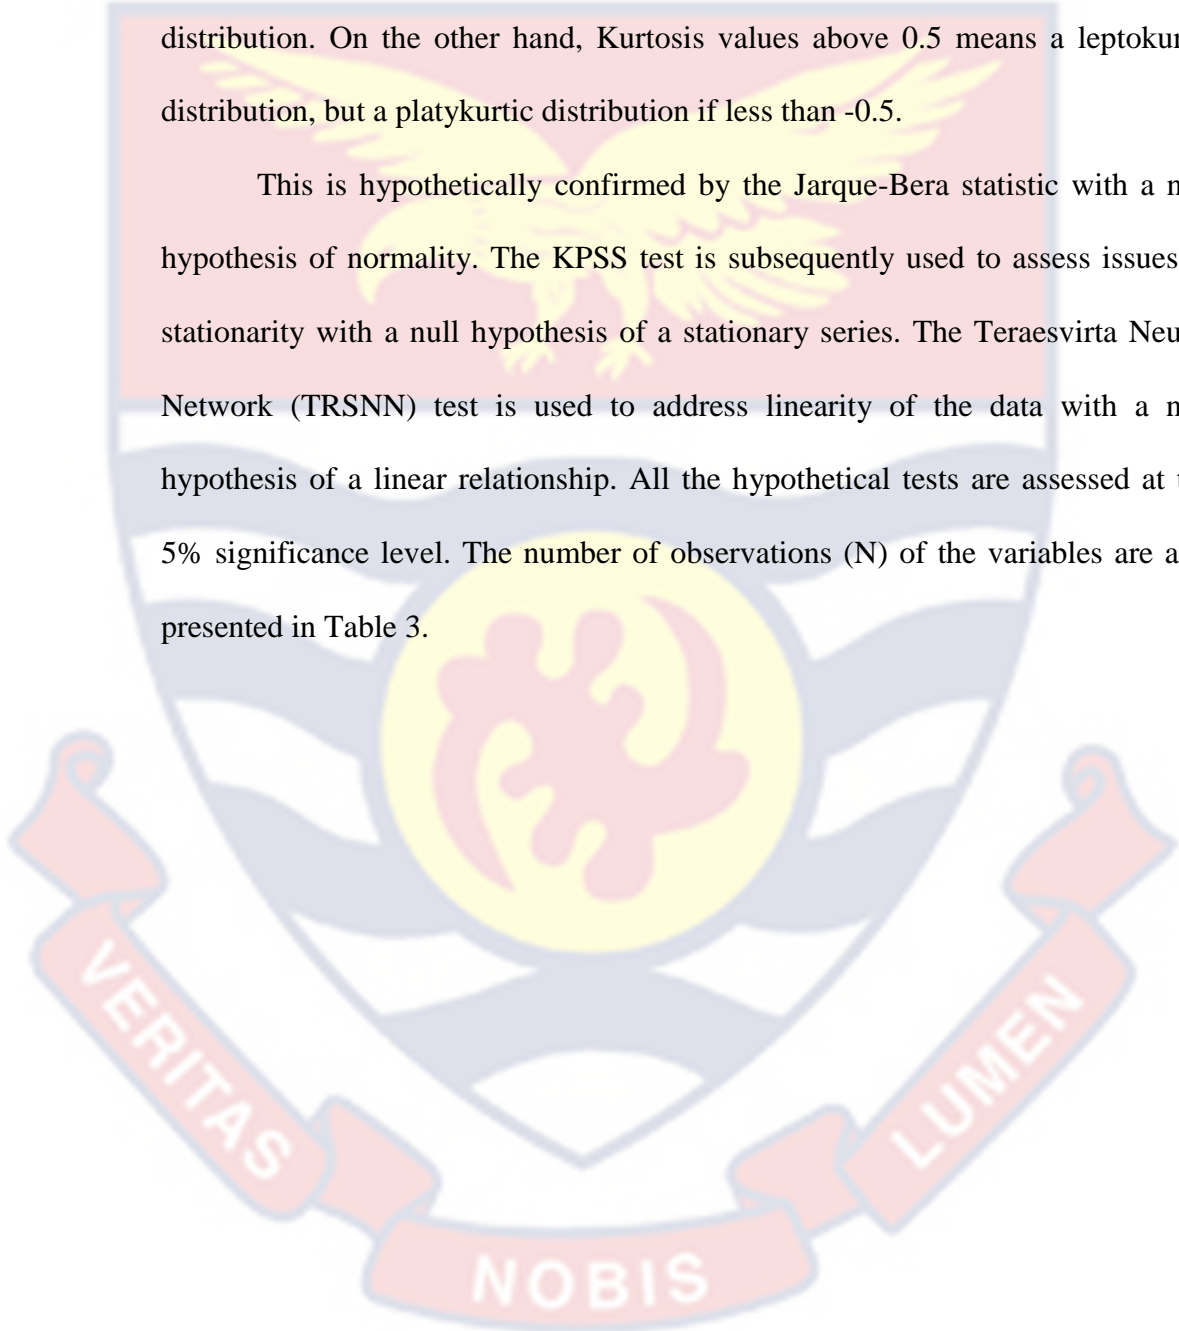 distribution. On the other hand, Kurtosis values above 0.5 means a leptokur
distribution, but a platykurtic distribution if less than -0.5.
This is hypothetically confirmed by the Jarque-Bera statistic with a n
hypothesis of normality. The KPSS test is subsequently used to assess issues
stationarity with a null hypothesis of a stationary series. The Teraesvirta Neu
Network (TRSNN) test is used to address linearity of the data with a n
hypothesis of a linear relationship. All the hypothetical tests are assessed at t
5% significance level. The number of observations (N) of the variables are a
presented in Table 3.
VERITAS
NOBIS
LUMEN